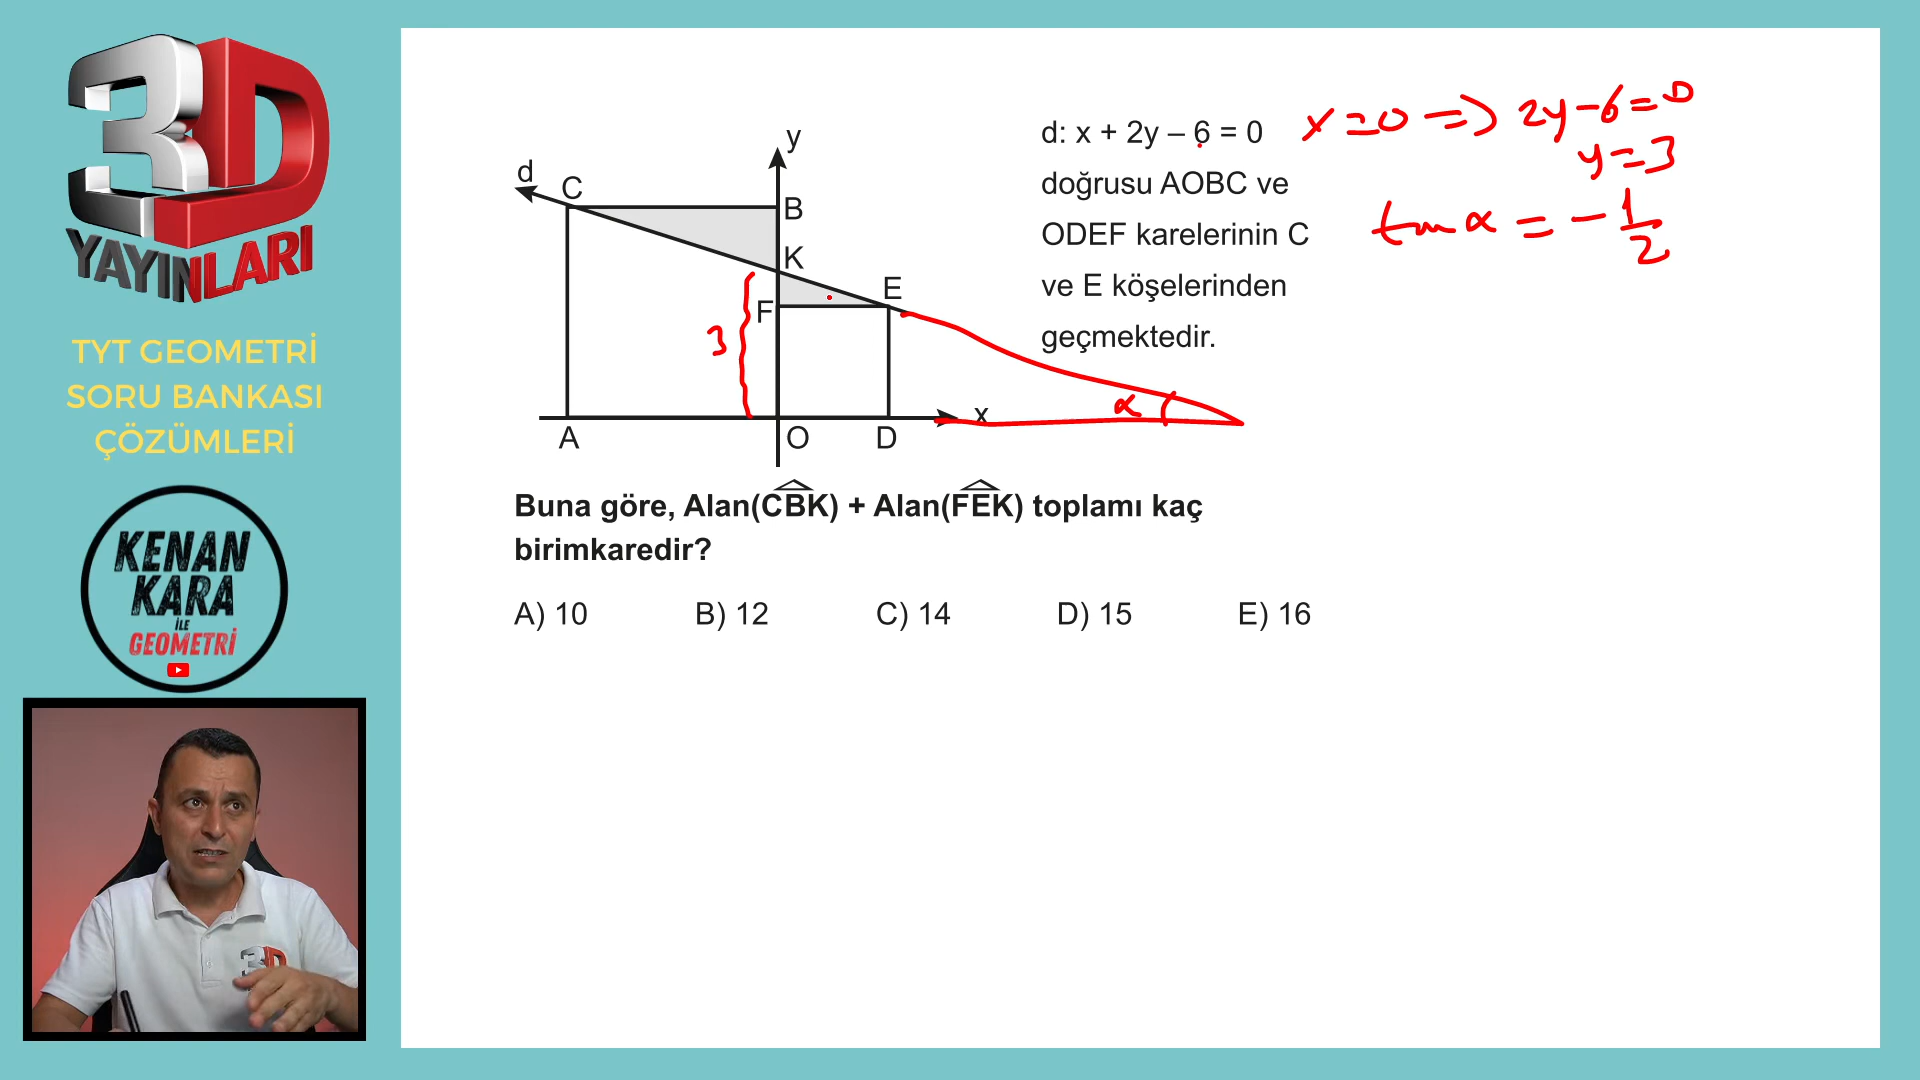 3D
YAYINLARI
TYT GEOMETRİ
SORU BANKASI
ÇÖZÜMLERİ
KENAN
KARA
İLE
GEOMETRİ
3D
y
d
C
B
K
E
F
3
α
x
A
O
D
d: x + 2y – 6 = 0
doğrusu AOBC ve
ODEF karelerinin C
ve E köşelerinden
geçmektedir.
x=0 => 2y-6=0
y=3
tan α = - 1/2
Buna göre, Alan(CBK) + Alan(FEK) toplamı kaç
birimkaredir?
A) 10 B) 12 C) 14 D) 15 E) 16